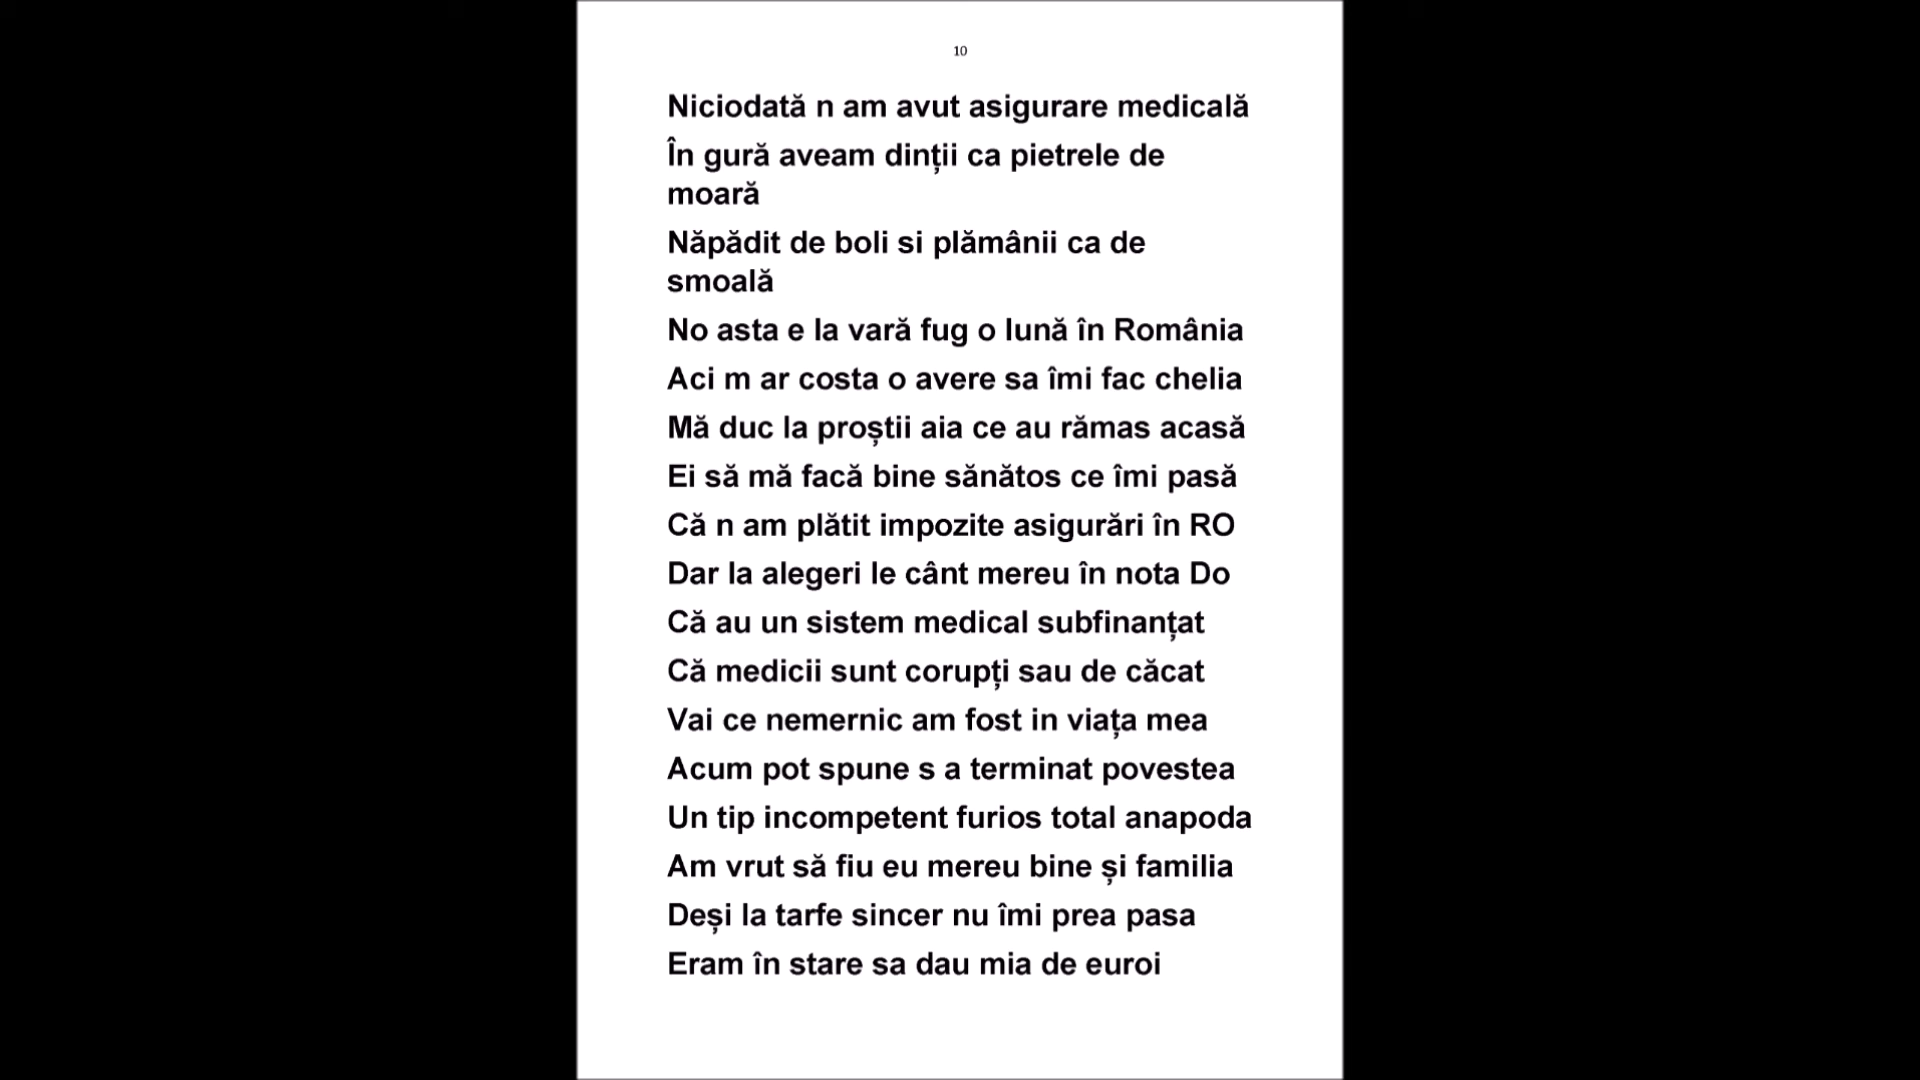 10
Niciodată n am avut asigurare medicală
În gură aveam dinții ca pietrele de
moară
Năpădit de boli si plămânii ca de
smoală
No asta e la vară fug o lună în România
Aci m ar costa o avere sa îmi fac chelia
Mă duc la proștii aia ce au rămas acasă
Ei să mă facă bine sănătos ce îmi pasă
Că n am plătit impozite asigurări în RO
Dar la alegeri le cânt mereu în nota Do
Că au un sistem medical subfinanțat
Că medicii sunt corupți sau de căcat
Vai ce nemernic am fost in viața mea
Acum pot spune s a terminat povestea
Un tip incompetent furios total anapoda
Am vrut să fiu eu mereu bine și familia
Deși la tarfe sincer nu îmi prea pasa
Eram în stare sa dau mia de euroi